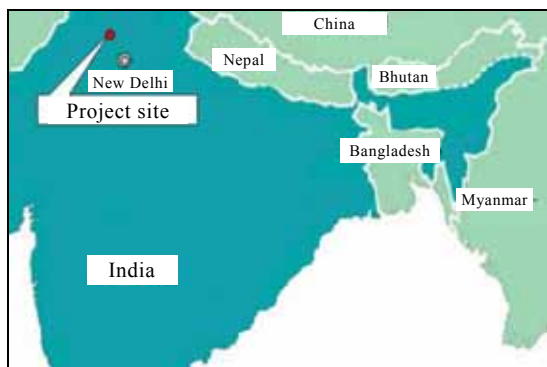 China
Nepal
Bhutan
New Delhi
Project site
Bangladesh
Myanmar
India